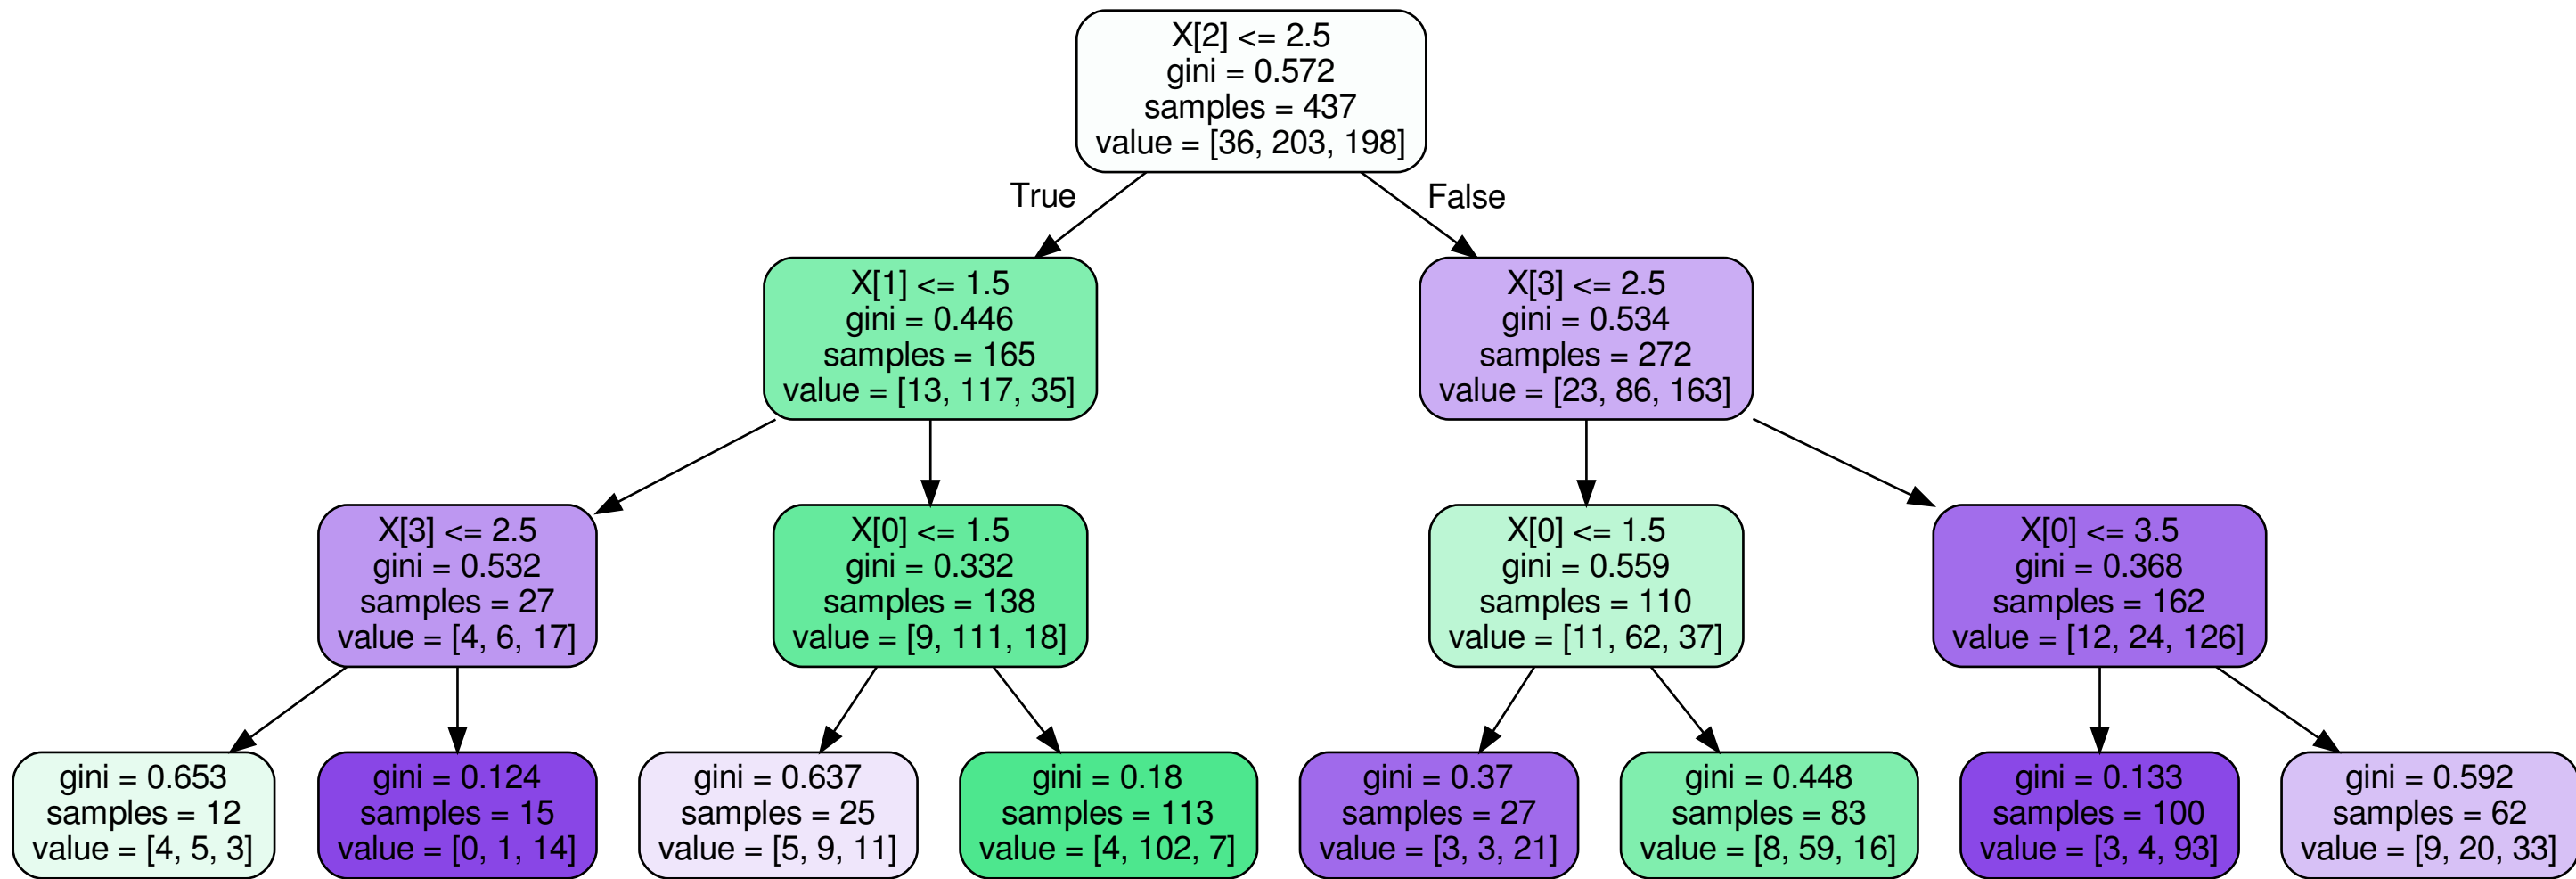 X[2] <= 2.5
gini = 0.572
samples = 437
value = [36, 203, 198]
True
False
X[1] <= 1.5
gini = 0.446
samples = 165
value = [13, 117, 35]
X[3] <= 2.5
gini = 0.534
samples = 272
value = [23, 86, 163]
X[3] <= 2.5
gini = 0.532
samples = 27
value = [4, 6, 17]
X[0] <= 1.5
gini = 0.332
samples = 138
value = [9, 111, 18]
X[0] <= 1.5
gini = 0.559
samples = 110
value = [11, 62, 37]
X[0] <= 3.5
gini = 0.368
samples = 162
value = [12, 24, 126]
gini = 0.653
samples = 12
value = [4, 5, 3]
gini = 0.124
samples = 15
value = [0, 1, 14]
gini = 0.637
samples = 25
value = [5, 9, 11]
gini = 0.18
samples = 113
value = [4, 102, 7]
gini = 0.37
samples = 27
value = [3, 3, 21]
gini = 0.448
samples = 83
value = [8, 59, 16]
gini = 0.133
samples = 100
value = [3, 4, 93]
gini = 0.592
samples = 62
value = [9, 20, 33]